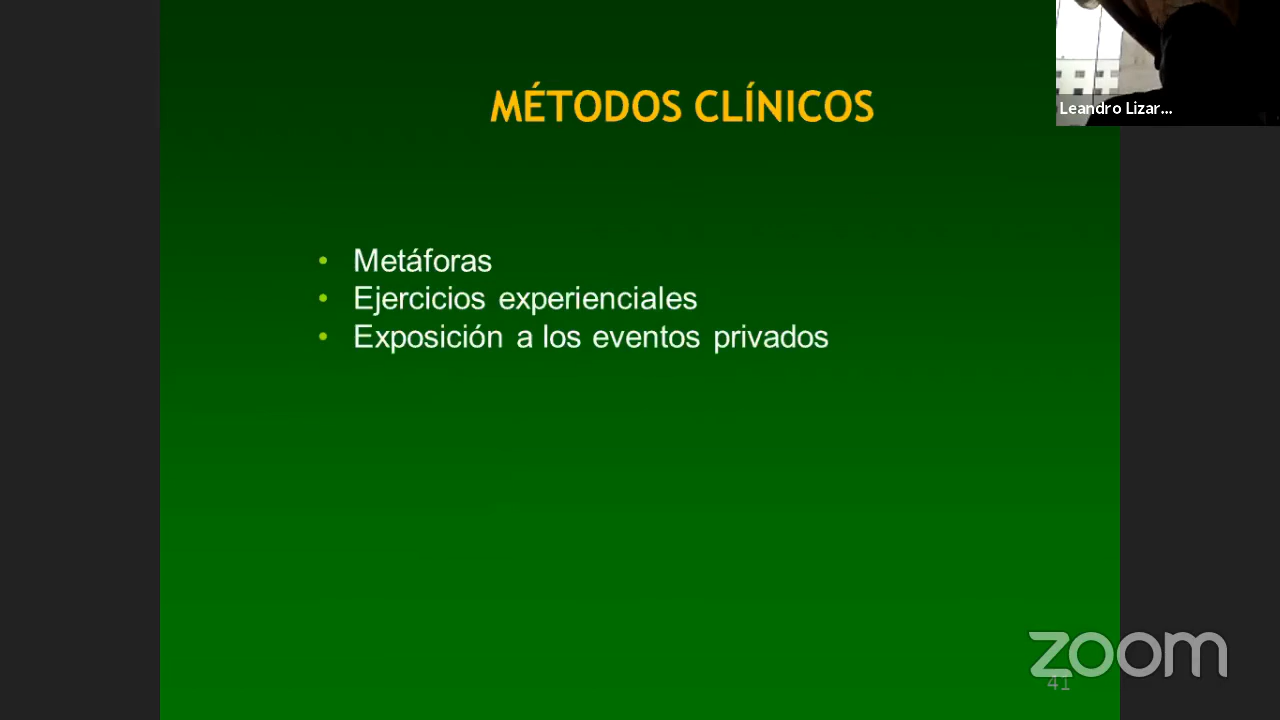 MÉTODOS CLÍNICOS
Leandro Lizar...
• Metáforas
• Ejercicios experienciales
• Exposición a los eventos privados
zoom
41